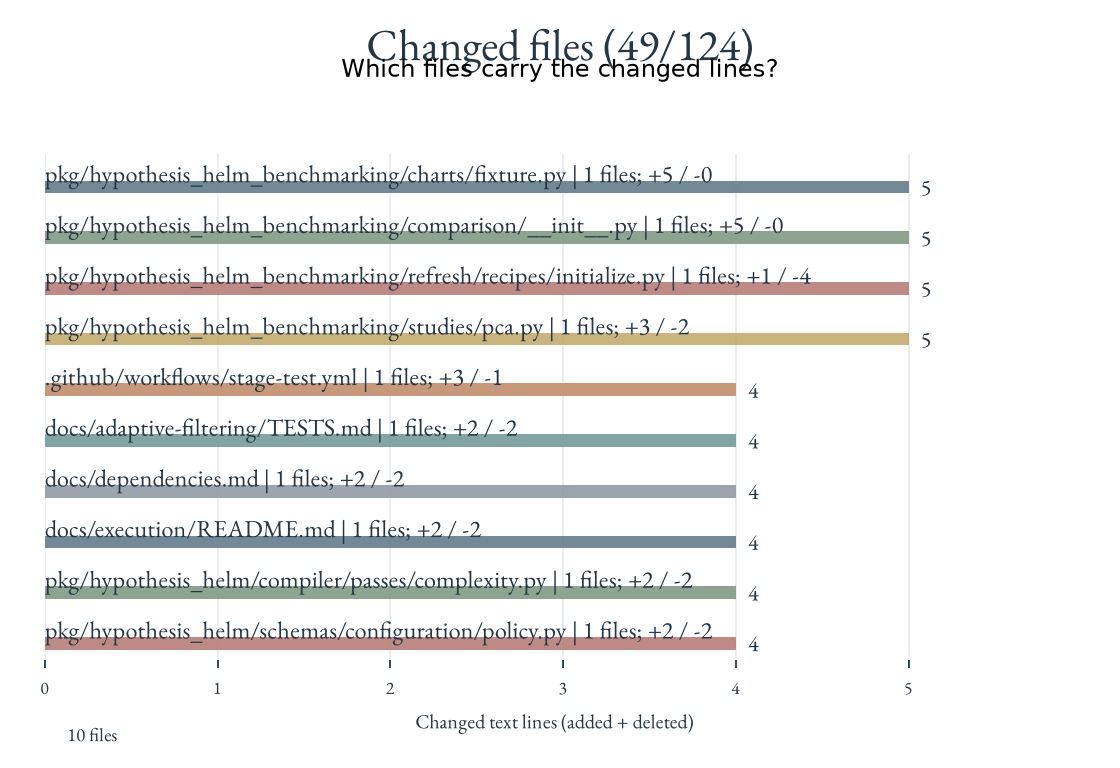 Changed files (49/124)
Which files carry the changed lines?
pkg/hypothesis_helm_benchmarking/charts/fixture.py | 1 files; +5 / -0
5
pkg/hypothesis_helm_benchmarking/comparison/__init__.py | 1 files; +5 / -0
5
pkg/hypothesis_helm_benchmarking/refresh/recipes/initialize.py | 1 files; +1 / -4
5
pkg/hypothesis_helm_benchmarking/studies/pca.py | 1 files; +3 / -2
5
.github/workflows/stage-test.yml | 1 files; +3 / -1
4
docs/adaptive-filtering/TESTS.md | 1 files; +2 / -2
4
docs/dependencies.md | 1 files; +2 / -2
4
docs/execution/README.md | 1 files; +2 / -2
4
pkg/hypothesis_helm/compiler/passes/complexity.py | 1 files; +2 / -2
4
pkg/hypothesis_helm/schemas/configuration/policy.py | 1 files; +2 / -2
4
0 1 2 3 4 5
Changed text lines (added + deleted)
10 files